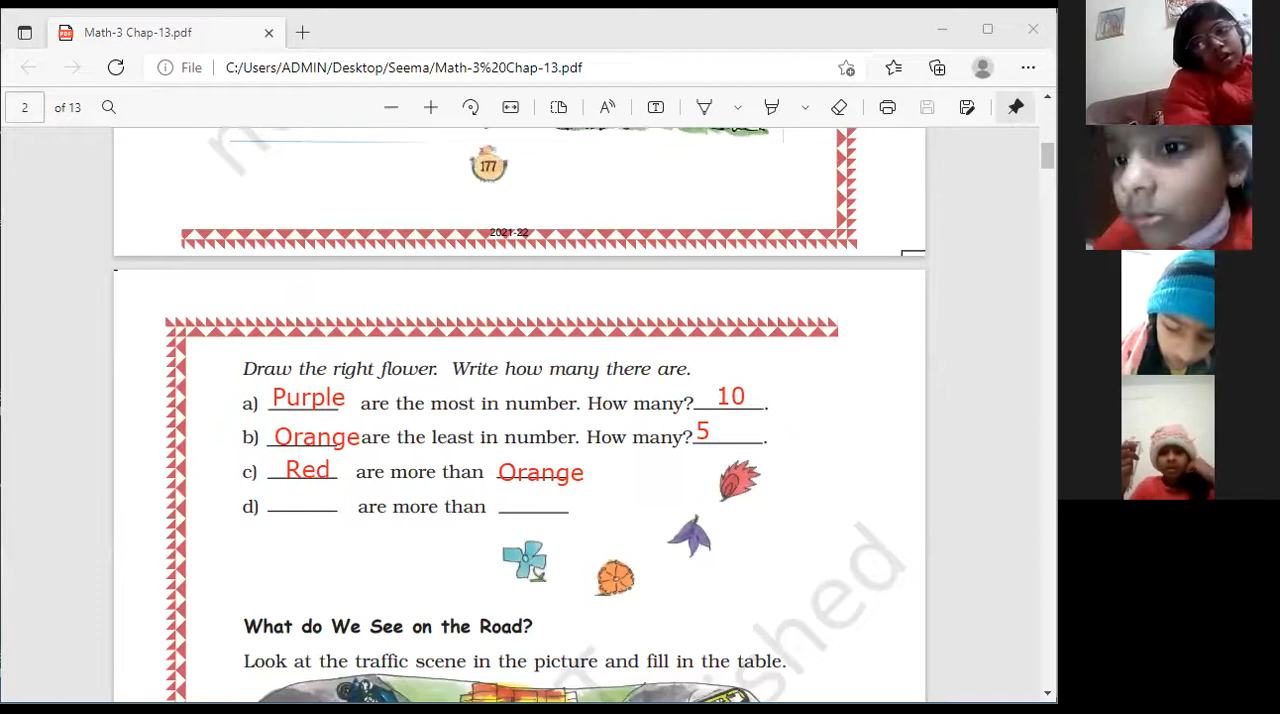 Math-3 Chap-13.pdf
File C:/Users/ADMIN/Desktop/Seema/Math-3%20Chap-13.pdf
2 of 13
177
2021-22
Draw the right flower. Write how many there are.
a) Purple are the most in number. How many? 10 .
b) Orange are the least in number. How many? 5 .
c) Red are more than Orange
d) ______ are more than ______
What do We See on the Road?
Look at the traffic scene in the picture and fill in the table.
shed